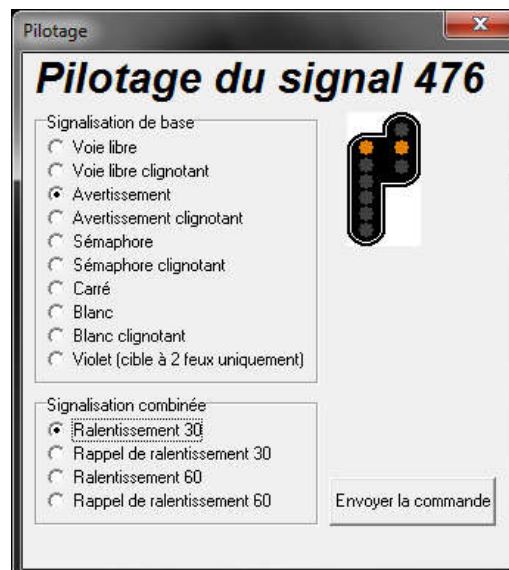 Pilotage
Pilotage du signal 476
Signalisation de base
Voie libre
Voie libre clignotant
Avertissement
Avertissement clignotant
Sémaphore
Sémaphore clignotant
Carré
Blanc
Blanc clignotant
Violet (cible à 2 feux uniquement)
Signalisation combinée
Ralentissement 30
Rappel de ralentissement 30
Ralentissement 60
Rappel de ralentissement 60
Envoyer la commande